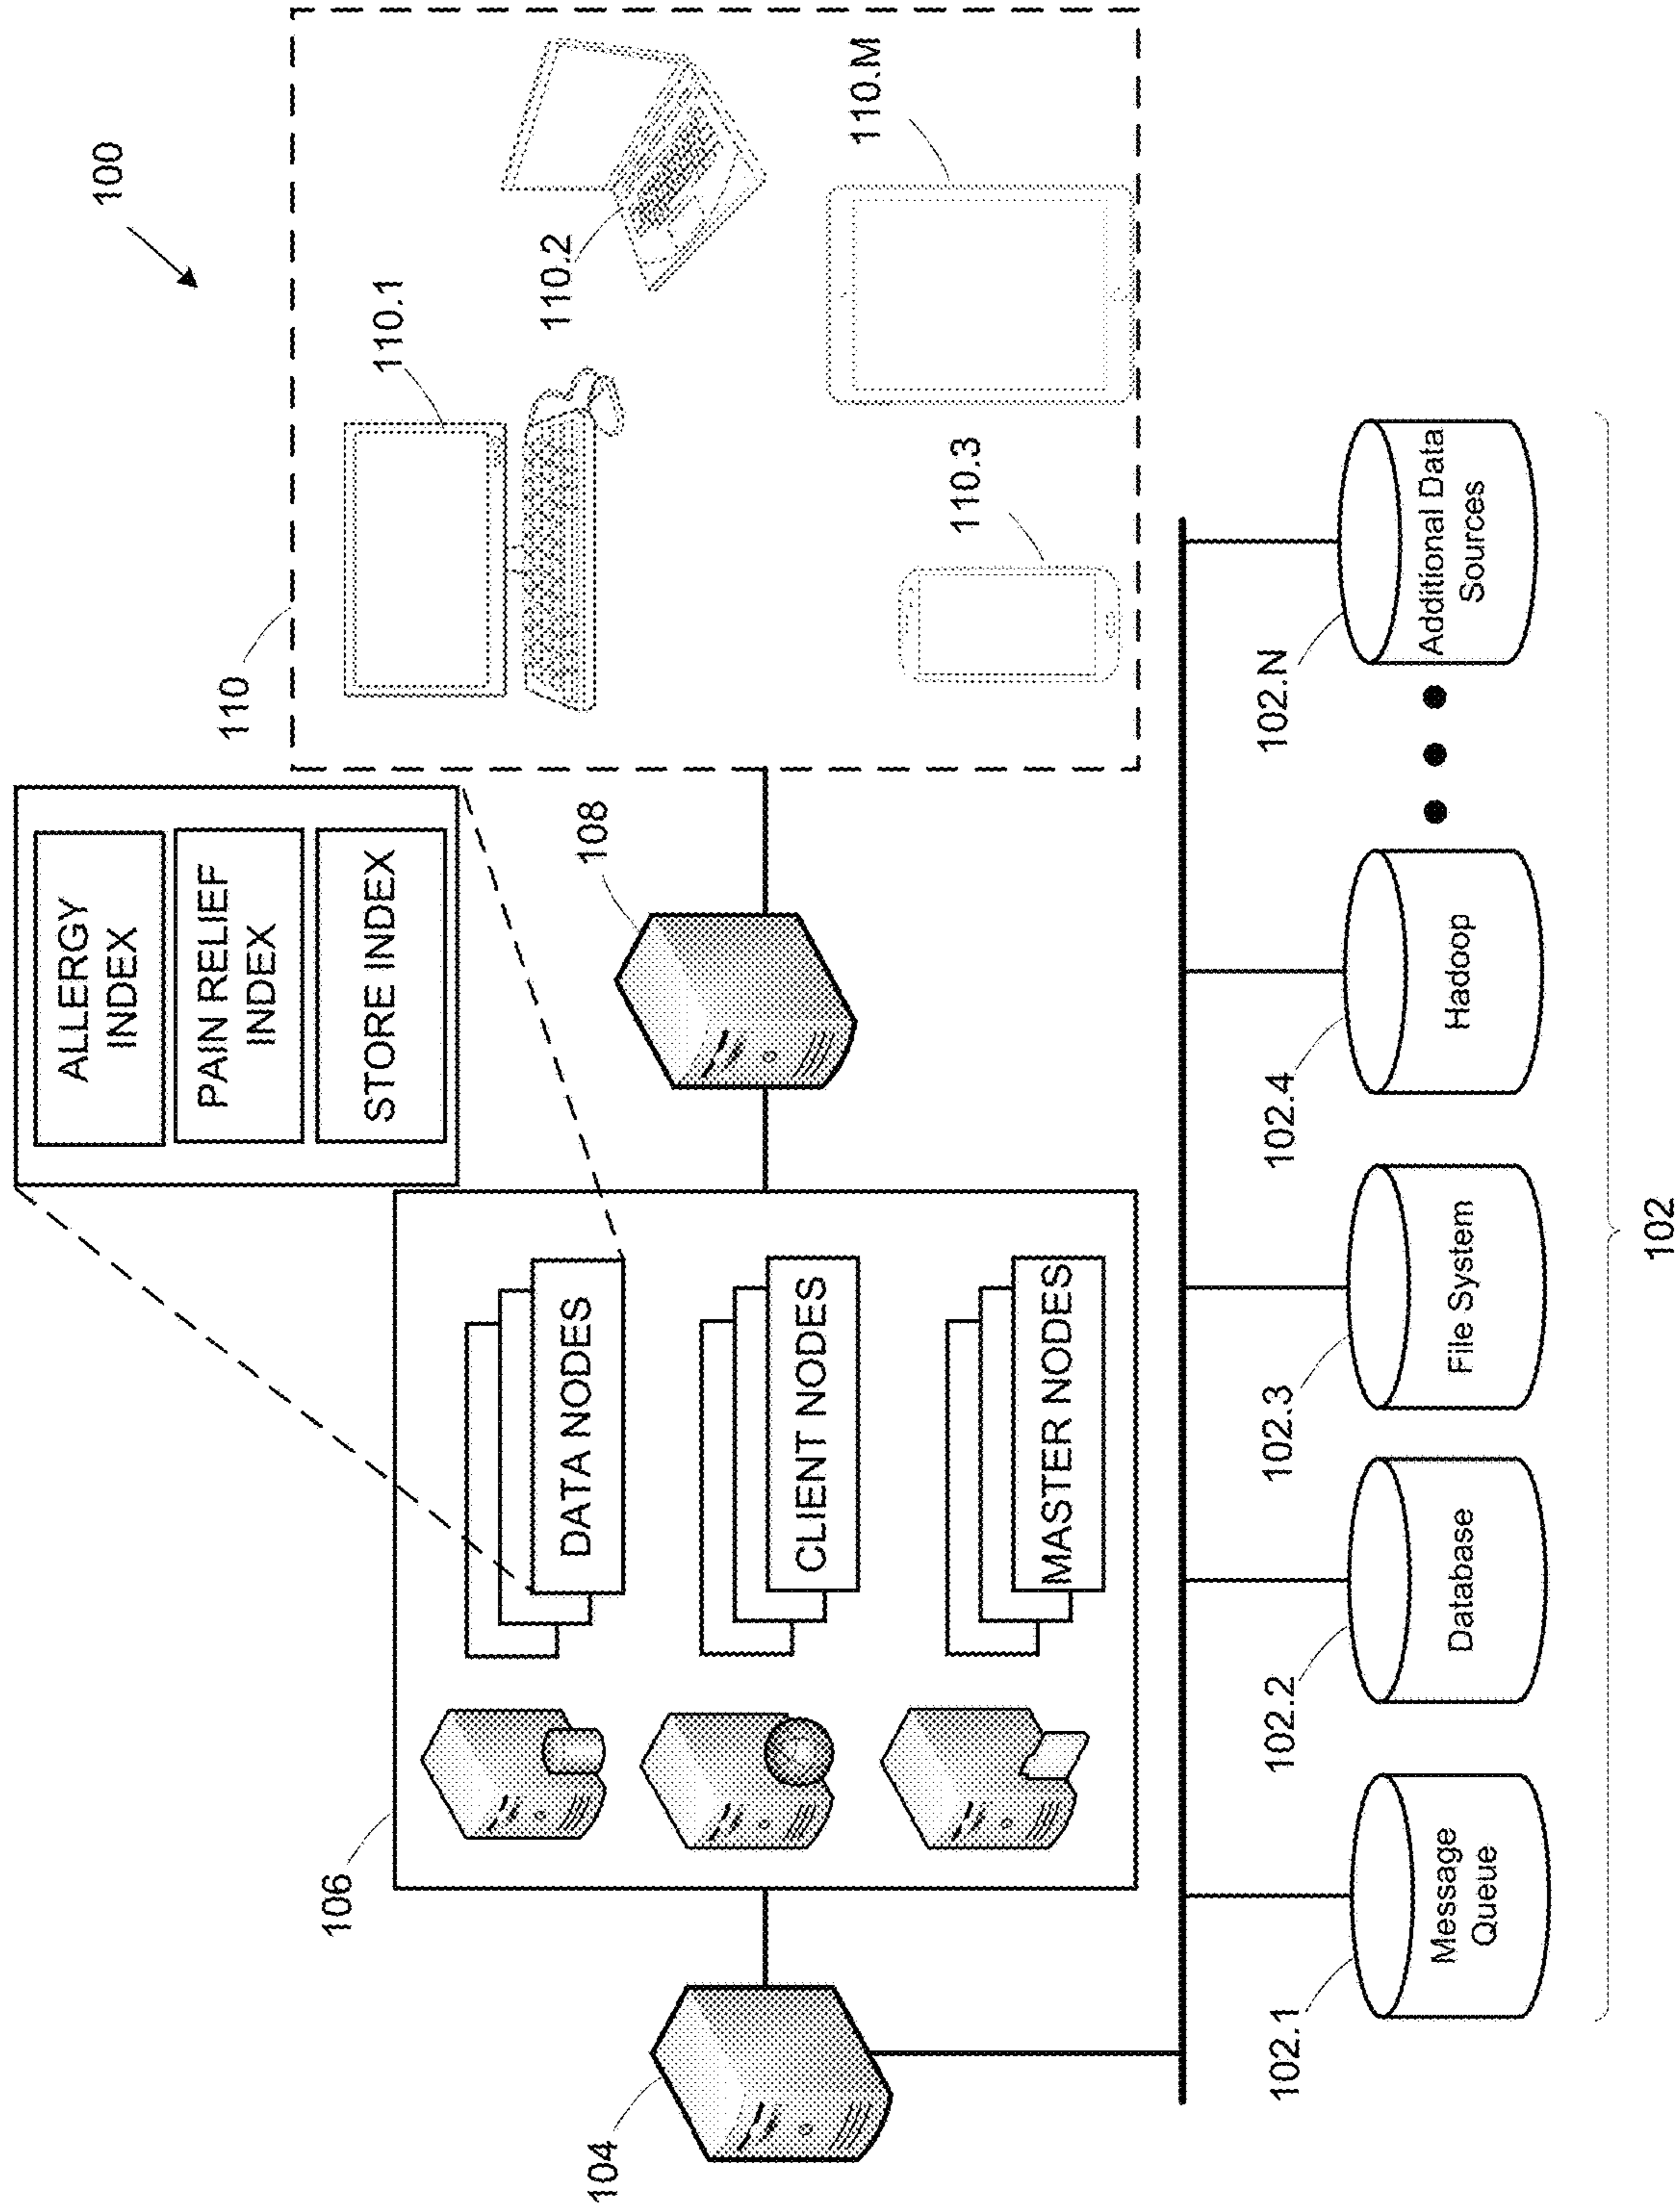 100
ALLERGY
INDEX
PAIN RELIEF
INDEX
STORE INDEX
110
110.1
110.2
110.3
110.M
106
DATA NODES
CLIENT NODES
MASTER NODES
108
104
102.1
Message
Queue
102.2
Database
102.3
File System
102.4
Hadoop
102.N
Additional Data
Sources
102